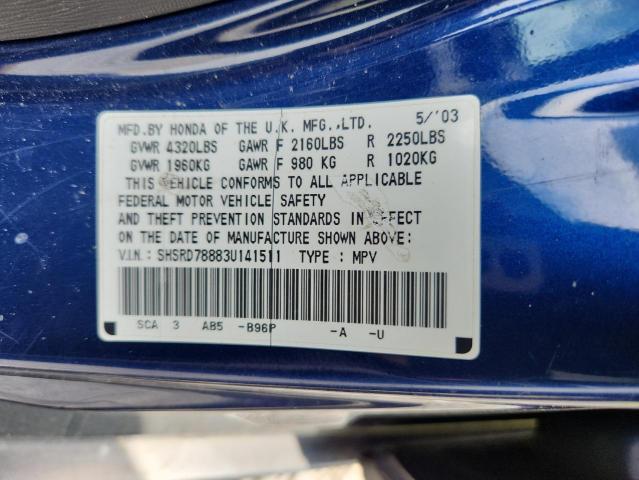 MFD.BY HONDA OF THE U.K. MFG.,LTD. 5/'03
GVWR 4320LBS GAWR F 2160LBS R 2250LBS
GVWR 1960KG GAWR F 980 KG R 1020KG
THIS VEHICLE CONFORMS TO ALL APPLICABLE
FEDERAL MOTOR VEHICLE SAFETY
AND THEFT PREVENTION STANDARDS IN EFFECT
ON THE DATE OF MANUFACTURE SHOWN ABOVE:
V.I.N.: SHSRD78883U141511 TYPE : MPV
SCA 3 AB5 -B96P -A -U